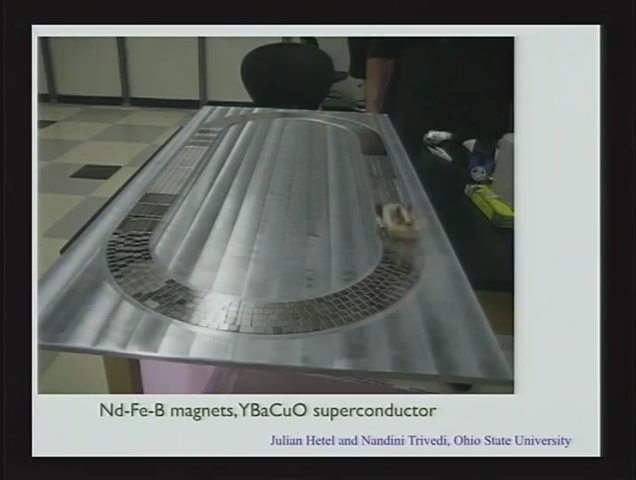 Nd-Fe-B magnets,YBaCuO superconductor
Julian Hetel and Nandini Trivedi, Ohio State University